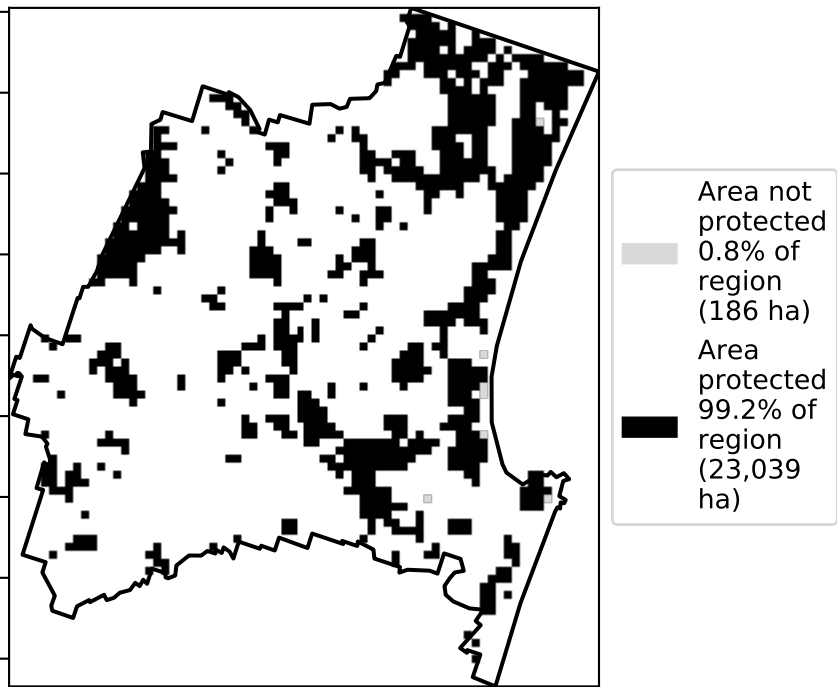 Area not
protected
0.8% of
region
(186 ha)
Area
protected
99.2% of
region
(23,039
ha)